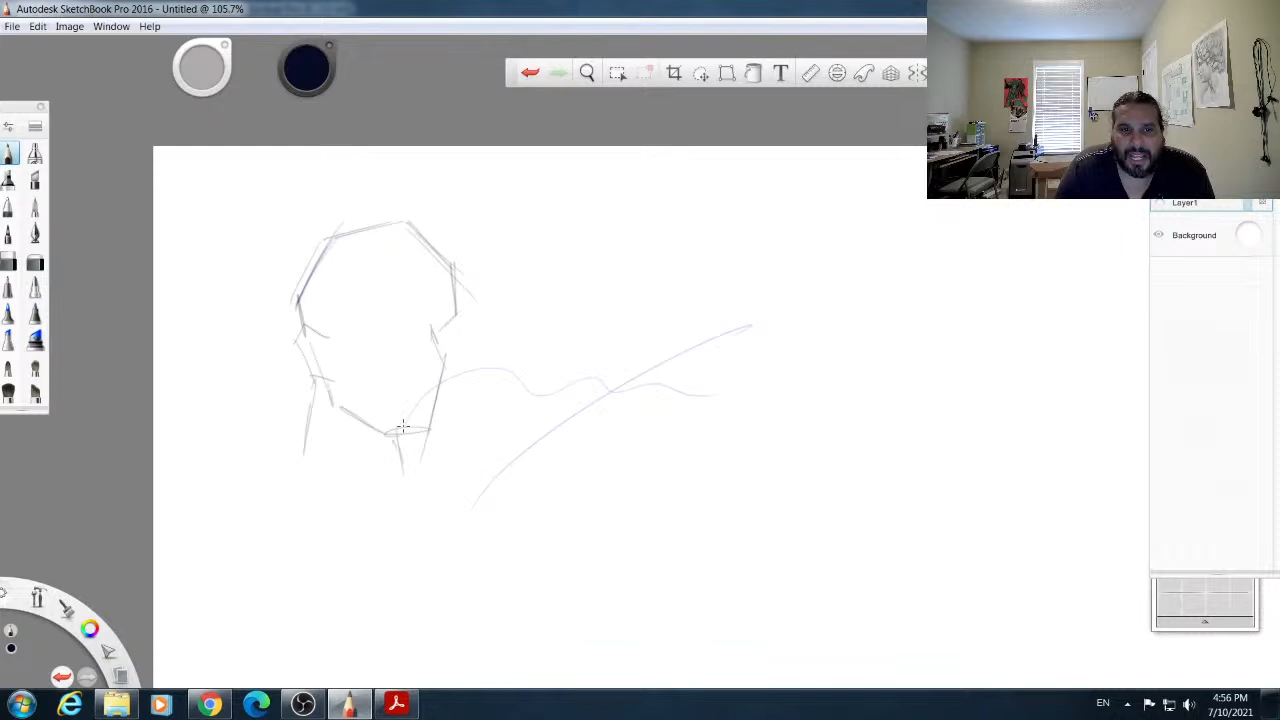 Autodesk SketchBook Pro 2016 - Untitled @ 105.7%
File Edit Image Window Help
T
Layer1
Background
EN
4:56 PM
7/10/2021